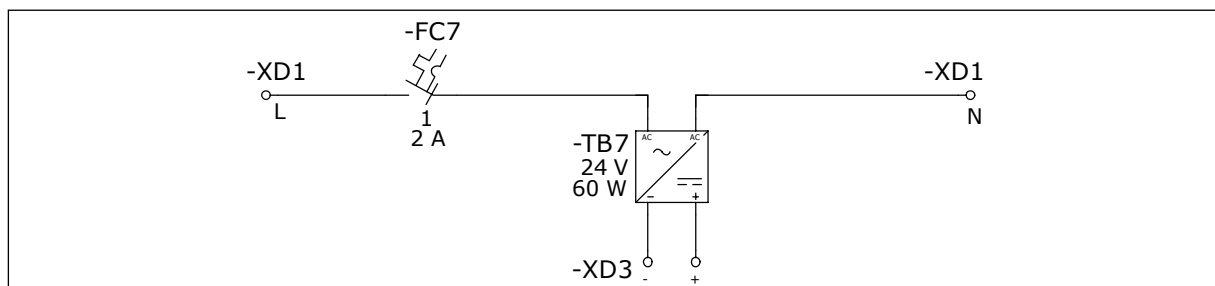 -FC7
-XD1
-XD1
L
N
1
2 A
AC
AC
-TB7
24 V
60 W
-
+
-XD3
-
+